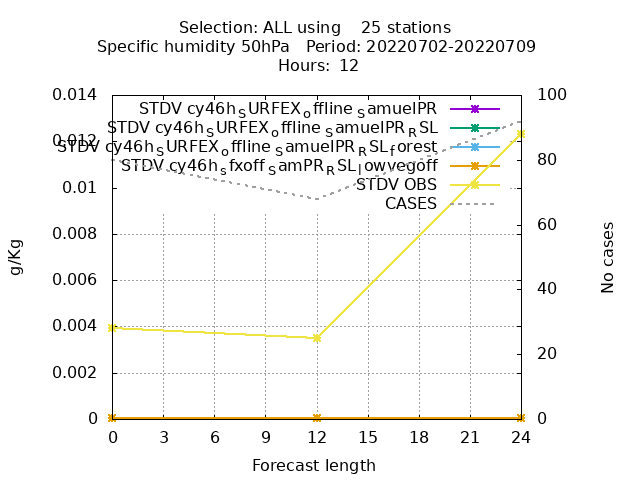 Selection: ALL using    25 stations
Specific humidity 50hPa   Period: 20220702-20220709
Hours:  12
0.014
0.012
0.01
0.008
0.006
0.004
0.002
0
g/Kg
100
80
60
40
20
0
No cases
STDV cy46h_SURFEX_offline_SamuelPR
STDV cy46h_SURFEX_offline_SamuelPR_RSL
STDV cy46h_SURFEX_offline_SamuelPR_RSL_forest
STDV cy46h_sfxoff_SamPR_RSL_lowvegoff
STDV OBS
CASES
0 3 6 9 12 15 18 21 24
Forecast length